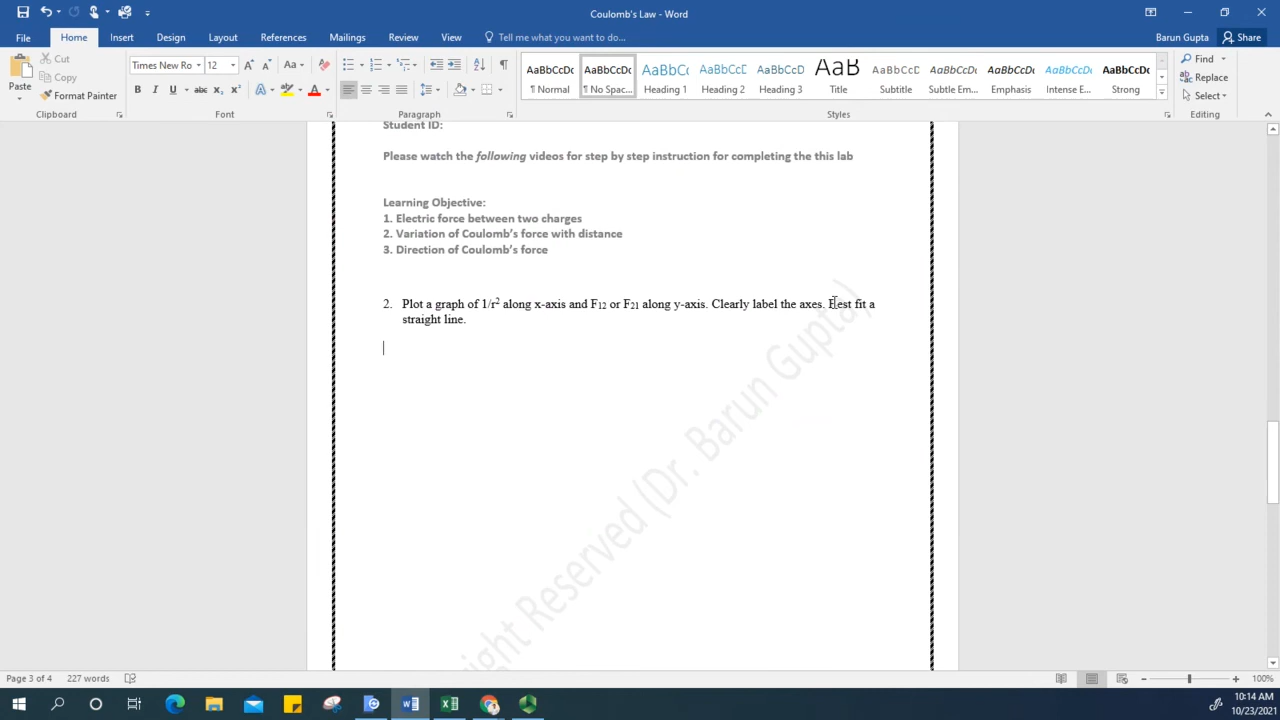 Coulomb's Law - Word
File Home Insert Design Layout References Mailings Review View Tell me what you want to do... Barun Gupta Share
Cut
Copy
Paste
Format Painter
Clipboard
Times New Ro 12
B I U abc X₂ X²
Font
Paragraph
AaBbCcDc AaBbCcDc AaBbCc AaBbCcD AaBbCcDc AaB AaBbCcD AaBbCcDc AaBbCcDc AaBbCcDc AaBbCcDc
¶ Normal ¶ No Spac... Heading 1 Heading 2 Heading 3 Title Subtitle Subtle Em... Emphasis Intense E... Strong
Styles
Find
Replace
Select
Editing
Student ID:
Please watch the following videos for step by step instruction for completing the this lab
Learning Objective:
1. Electric force between two charges
2. Variation of Coulomb's force with distance
3. Direction of Coulomb's force
2. Plot a graph of 1/r² along x-axis and F₁₂ or F₂₁ along y-axis. Clearly label the axes. Best fit a
straight line.
Reserved (Dr. Barun Gupta)
Page 3 of 4 227 words 100%
10:14 AM
10/23/2021